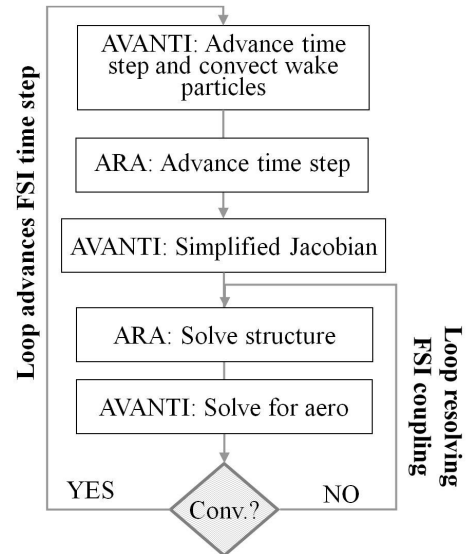 AVANTI: Advance time
step and convect wake
particles
ARA: Advance time step
AVANTI: Simplified Jacobian
ARA: Solve structure
AVANTI: Solve for aero
Conv.?
YES
NO
Loop advances FSI time step
Loop resolving
FSI coupling